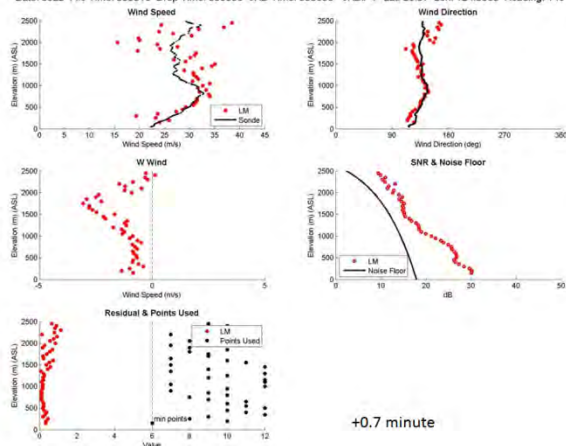 Wind Speed
Elevation (m) (ASL)
2500
2000
1500
1000
500
0
LM
Sonde
0 5 10 15 20 25 30 35 40 45
Wind Speed (m/s)
Wind Direction
Elevation (m) (ASL)
2500
2000
1500
1000
500
0
LM
Sonde
0 90 180 270 360
Wind Direction (deg)
W Wind
Elevation (m) (ASL)
2500
2000
1500
1000
500
0
-5 0 5
Wind Speed (m/s)
SNR & Noise Floor
Elevation (m) (ASL)
2500
2000
1500
1000
500
0
LM
Noise Floor
0 10 20 30 40 50
dB
Residual & Points Used
Elevation (m) (ASL)
2500
2000
1500
1000
500
0
LM
Points Used
min points
0 2 4 6 8 10 12
Value
+0.7 minute